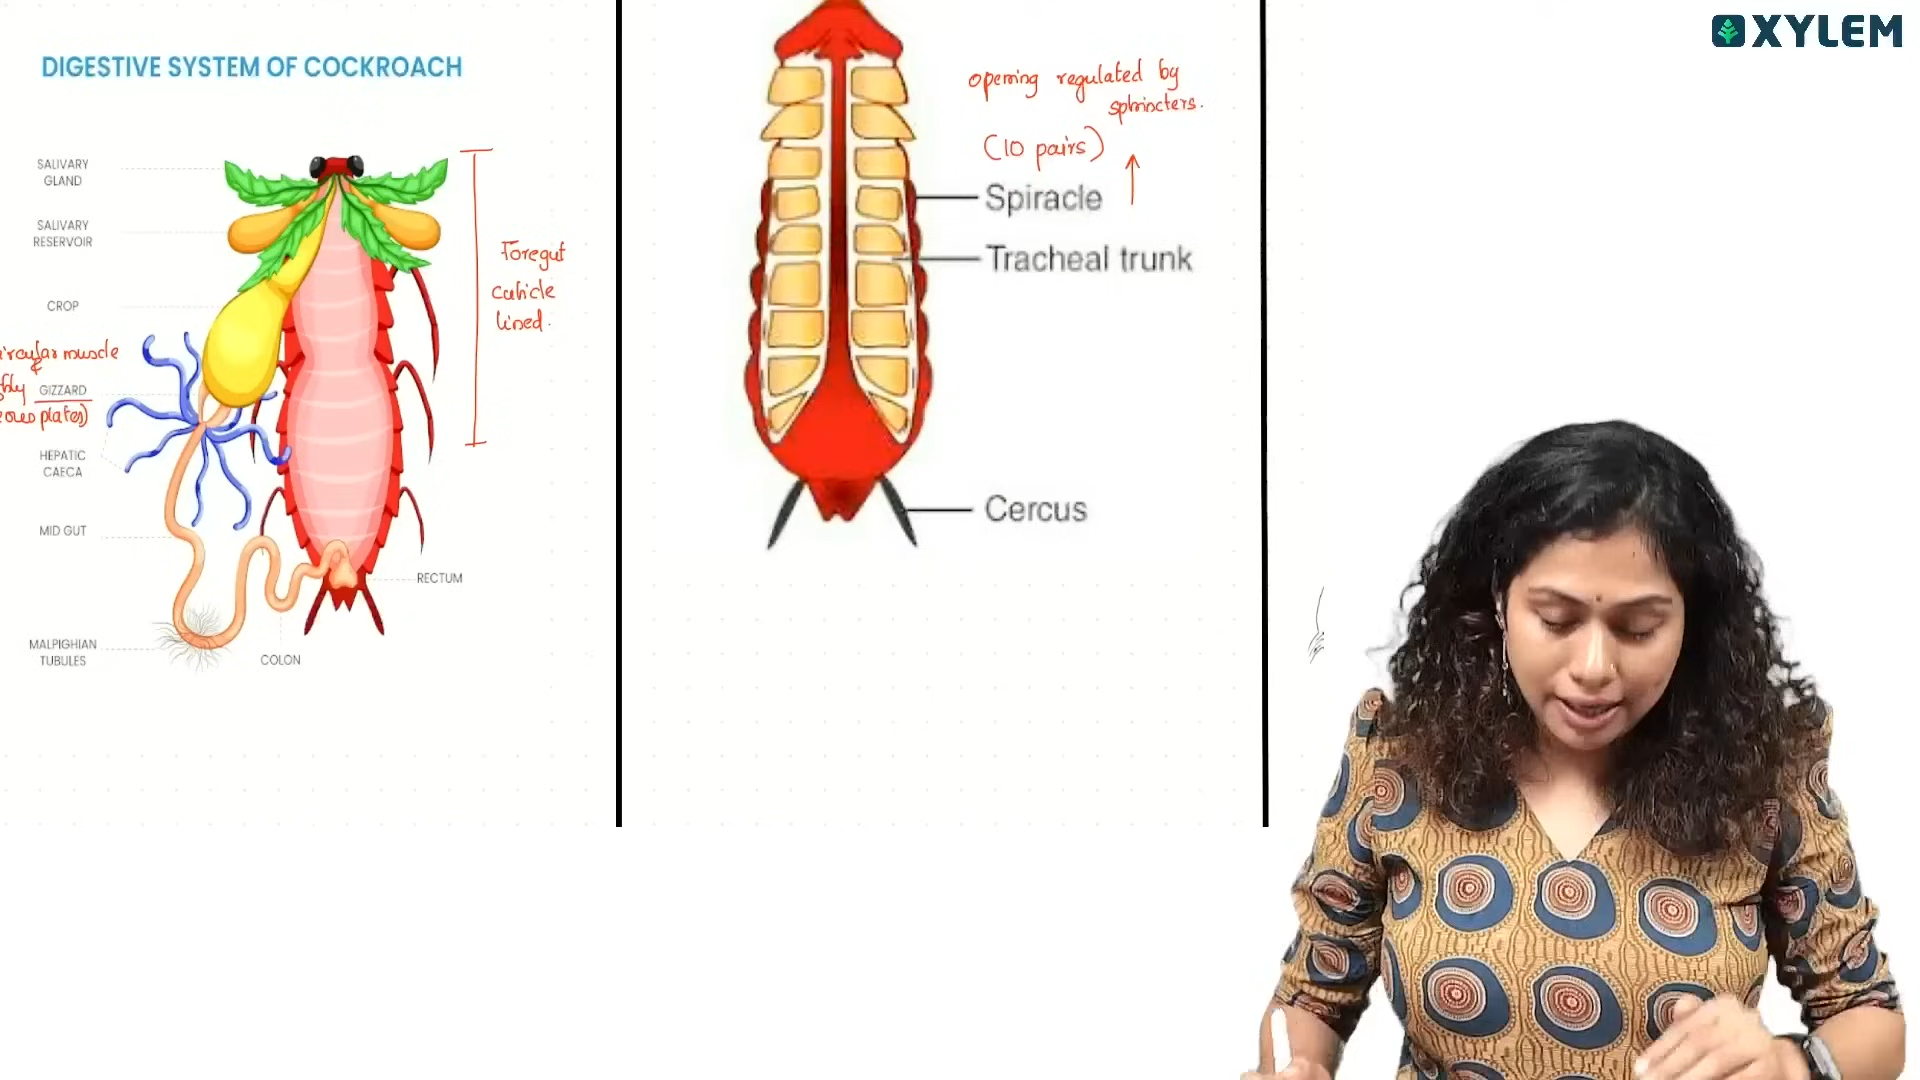 XYLEM
DIGESTIVE SYSTEM OF COCKROACH
SALIVARY
GLAND
SALIVARY
RESERVOIR
CROP
GIZZARD
HEPATIC
CAECA
MID GUT
MALPIGHIAN
TUBULES
COLON
RECTUM
Foregut
cuticle
lined.
muscle
&
plates)
opening regulated by
sphincters.
(10 pairs)
Spiracle
Tracheal trunk
Cercus